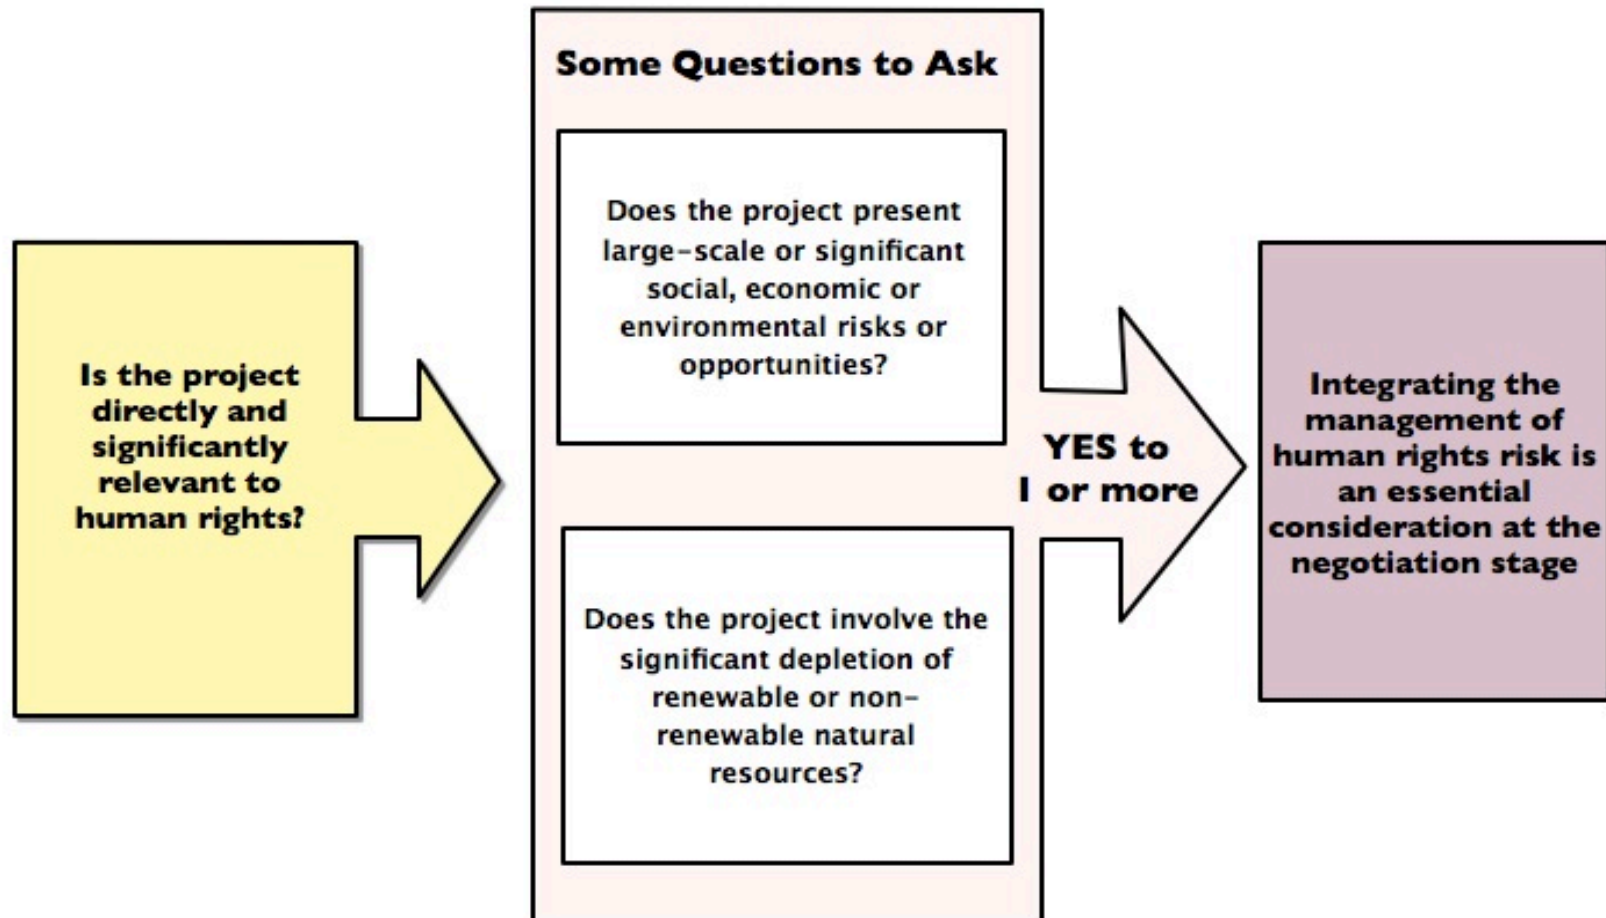 Is the project
directly and
significantly
relevant to
human rights?
Some Questions to Ask
Does the project present
large-scale or significant
social, economic or
environmental risks or
opportunities?
Does the project involve the
significant depletion of
renewable or non-
renewable natural
resources?
YES to
1 or more
Integrating the
management of
human rights risk is
an essential
consideration at the
negotiation stage